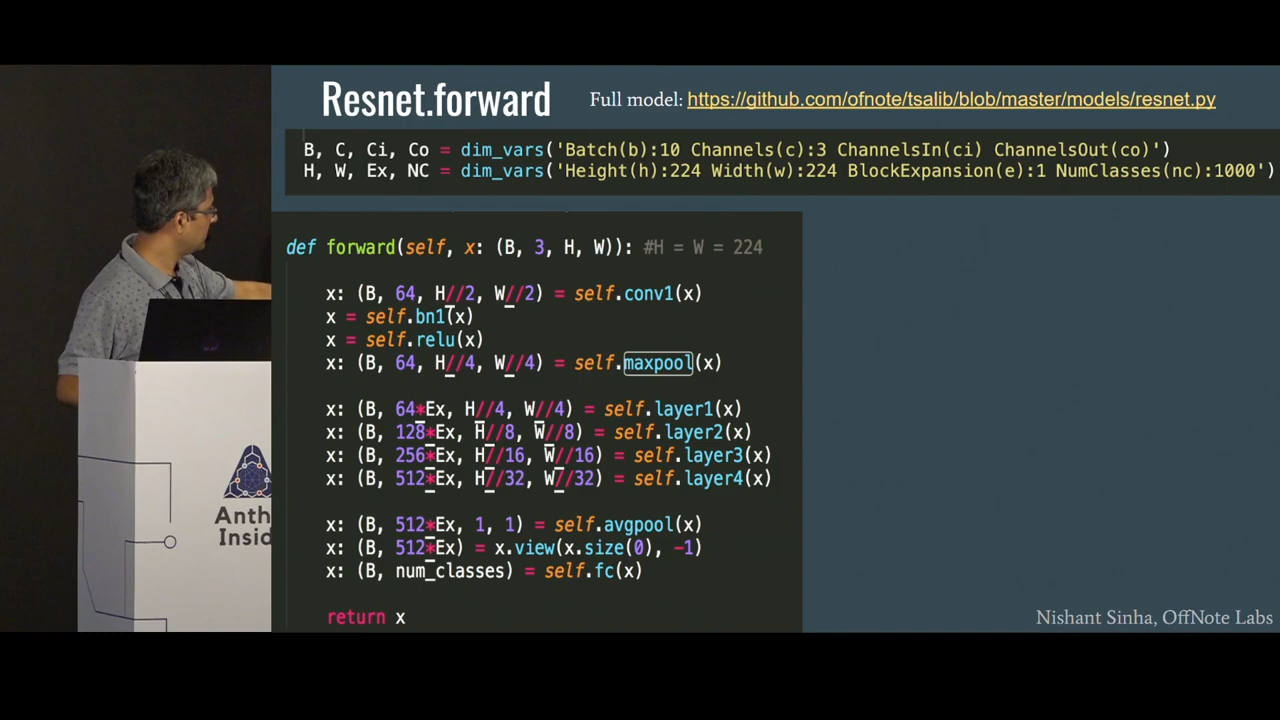 Resnet.forward
Full model: https://github.com/ofnote/tsalib/blob/master/models/resnet.py
B, C, Ci, Co = dim_vars('Batch(b):10 Channels(c):3 ChannelsIn(ci) ChannelsOut(co)')
H, W, Ex, NC = dim_vars('Height(h):224 Width(w):224 BlockExpansion(e):1 NumClasses(nc):1000')
def forward(self, x: (B, 3, H, W)): #H = W = 224
x: (B, 64, H//2, W//2) = self.conv1(x)
x = self.bn1(x)
x = self.relu(x)
x: (B, 64, H//4, W//4) = self.maxpool(x)
x: (B, 64*Ex, H//4, W//4) = self.layer1(x)
x: (B, 128*Ex, H//8, W//8) = self.layer2(x)
x: (B, 256*Ex, H//16, W//16) = self.layer3(x)
x: (B, 512*Ex, H//32, W//32) = self.layer4(x)
x: (B, 512*Ex, 1, 1) = self.avgpool(x)
x: (B, 512*Ex) = x.view(x.size(0), -1)
x: (B, num_classes) = self.fc(x)
return x
Nishant Sinha, OffNote Labs
Anth
Insid